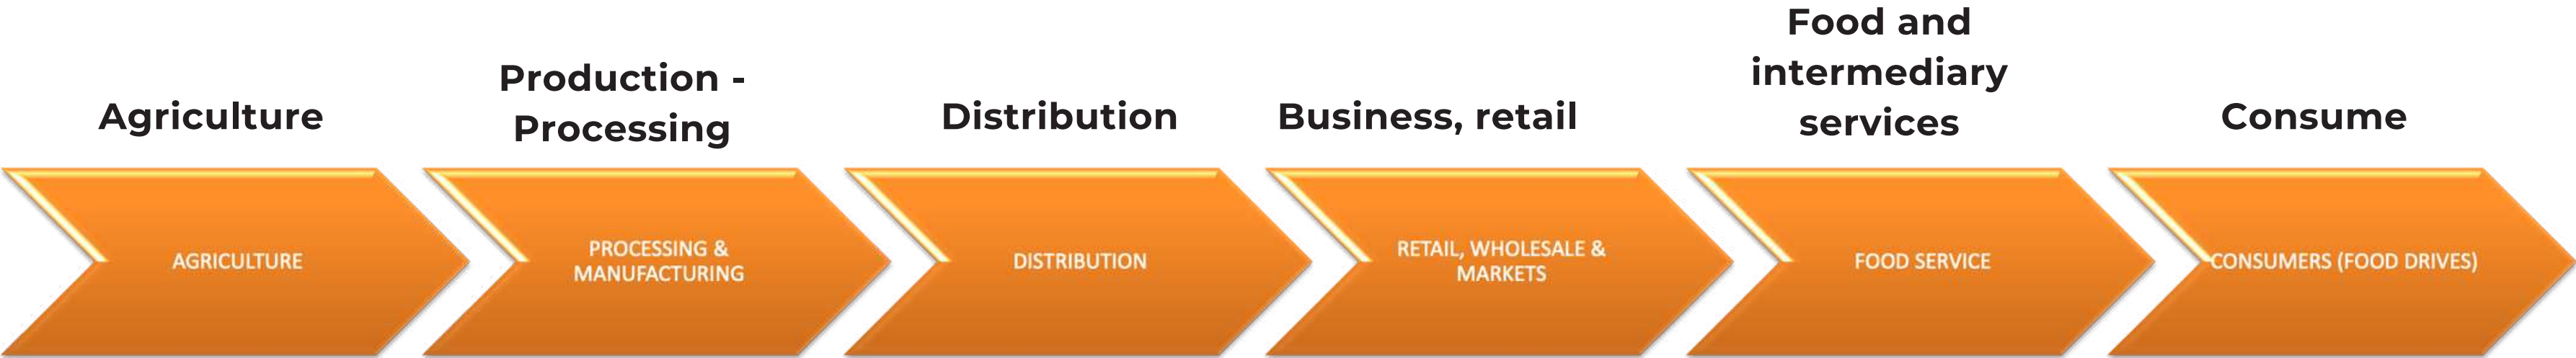 Agriculture
Production -
Processing
Distribution
Business, retail
Food and
intermediary
services
Consume
AGRICULTURE
PROCESSING &
MANUFACTURING
DISTRIBUTION
RETAIL, WHOLESALE &
MARKETS
FOOD SERVICE
CONSUMERS (FOOD DRIVES)